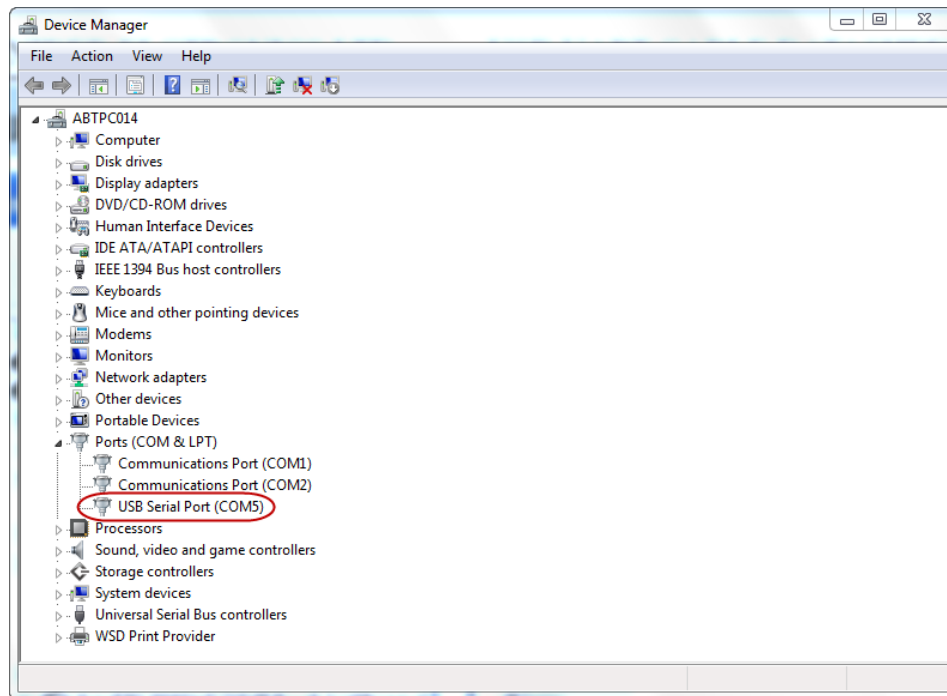 Device Manager
File Action View Help
ABTPC014
Computer
Disk drives
Display adapters
DVD/CD-ROM drives
Human Interface Devices
IDE ATA/ATAPI controllers
IEEE 1394 Bus host controllers
Keyboards
Mice and other pointing devices
Modems
Monitors
Network adapters
Other devices
Portable Devices
Ports (COM & LPT)
Communications Port (COM1)
Communications Port (COM2)
USB Serial Port (COM5)
Processors
Sound, video and game controllers
Storage controllers
System devices
Universal Serial Bus controllers
WSD Print Provider